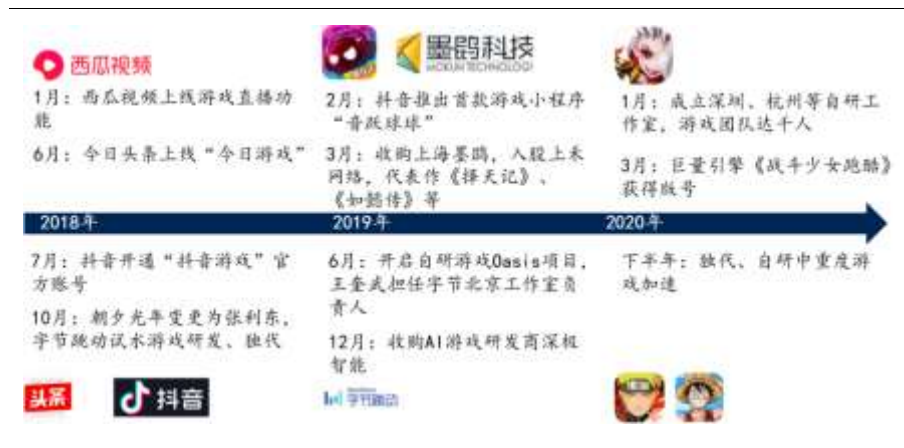 西瓜视频
1月：西瓜视频上线游戏直播功
能
6月：今日头条上线“今日游戏”
墨鹍科技
MOKUN TECHNOLOGY
2月：抖音推出首款游戏小程序
“音跃球球”
3月：收购上海墨鹍，入股上禾
网络，代表作《择天记》、
《如懿传》等
1月：成立深圳、杭州等自研工
作室，游戏团队达千人
3月：巨量引擎《战斗少女跑酷》
获得版号
2018年
2019年
2020年
7月：抖音开通“抖音游戏”官
方账号
10月：朝夕光年变更为张利东，
字节跳动试水游戏研发、独代
头条
抖音
6月：开启自研游戏Oasis项目，
王奎武担任字节北京工作室负
责人
12月：收购AI游戏研发商深极
智能
字节跳动
下半年：独代、自研中重度游
戏加速